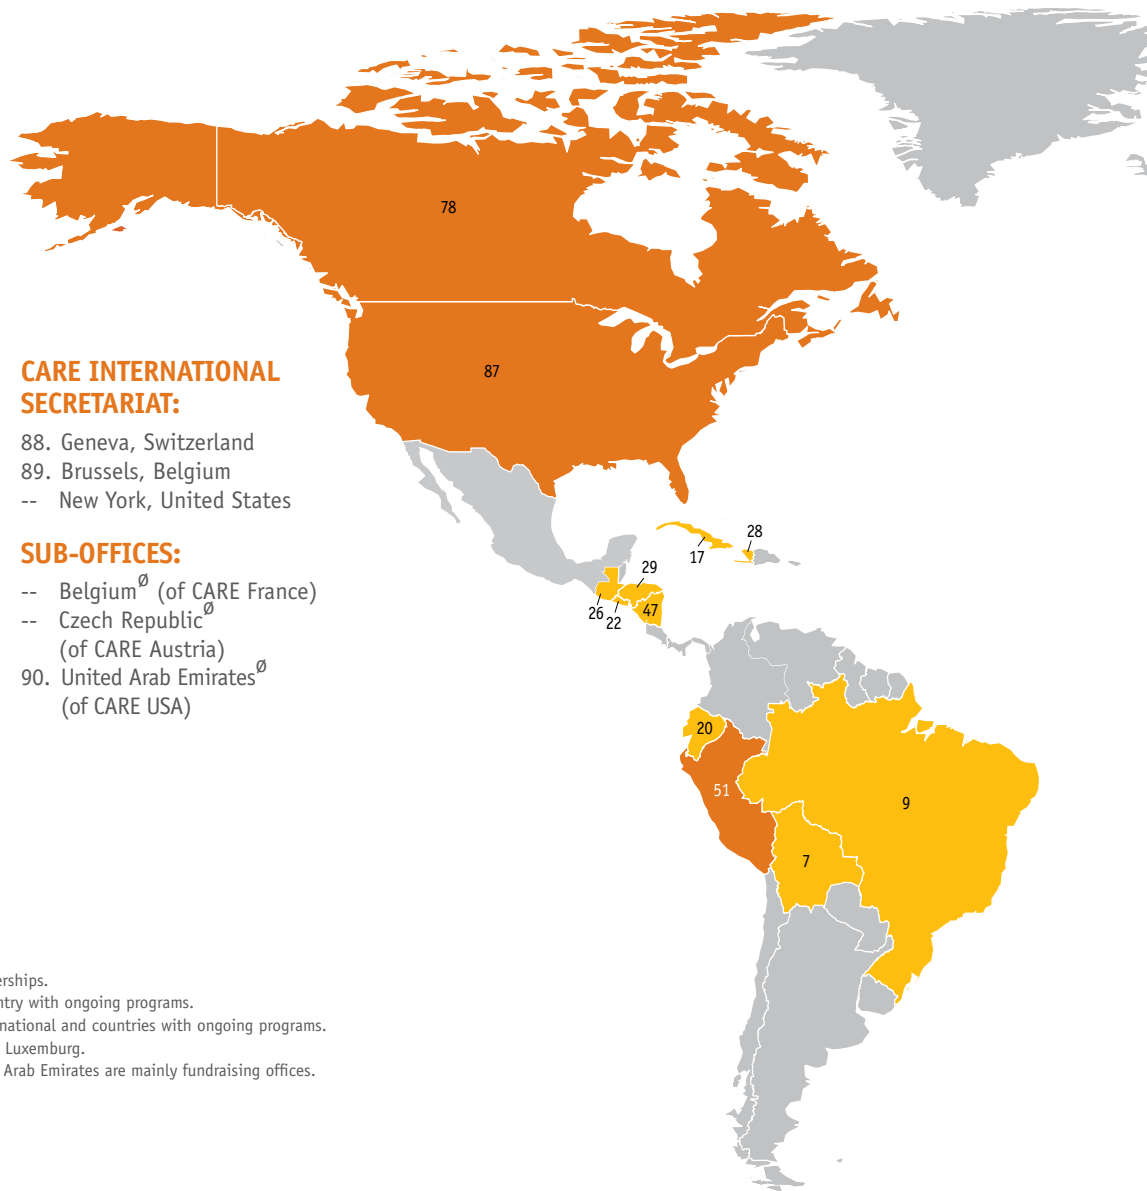 78
87
CARE INTERNATIONAL
SECRETARIAT:
88. Geneva, Switzerland
89. Brussels, Belgium
-- New York, United States
SUB-OFFICES:
-- Belgium^Ø (of CARE France)
-- Czech Republic^Ø
(of CARE Austria)
90. United Arab Emirates^Ø
(of CARE USA)
28
17
29
26
22
47
20
51
9
7
erships.
ntry with ongoing programs.
national and countries with ongoing programs.
Luxemburg.
Arab Emirates are mainly fundraising offices.